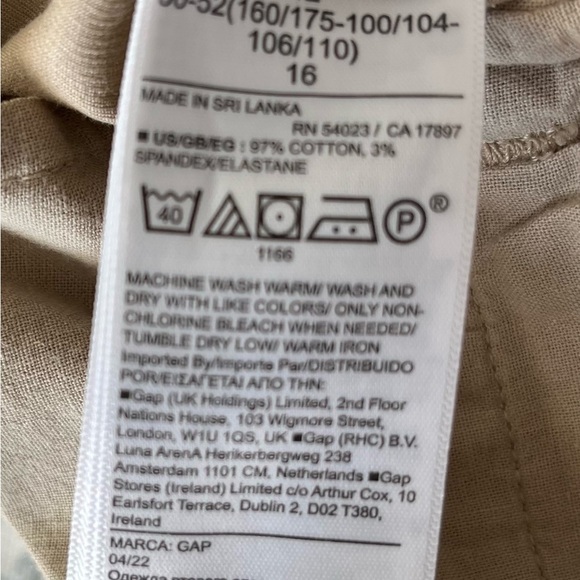 -52(160/175-100/104-
106/110)
16
MADE IN SRI LANKA
RN 54023 / CA 17897
■ US/GB/EG : 97% COTTON, 3%
SPANDEX/ELASTANE
40 P®
1166
MACHINE WASH WARM/ WASH AND
DRY WITH LIKE COLORS/ ONLY NON-
CHLORINE BLEACH WHEN NEEDED/
TUMBLE DRY LOW/ WARM IRON
Imported By/Importe Par/DISTRIBUIDO
POR/ΕΙΣΑΓΕΤΑΙ ΑΠΟ ΤΗΝ:
■Gap (UK Holdings) Limited, 2nd Floor
Nations House, 103 Wigmore Street,
London, W1U 1QS, UK ■Gap (RHC) B.V.
Luna ArenA Herikerbergweg 238
Amsterdam 1101 CM, Netherlands ■Gap
Stores (Ireland) Limited c/o Arthur Cox, 10
Earlsfort Terrace, Dublin 2, D02 T380,
Ireland
MARCA: GAP
04/22
Одежда